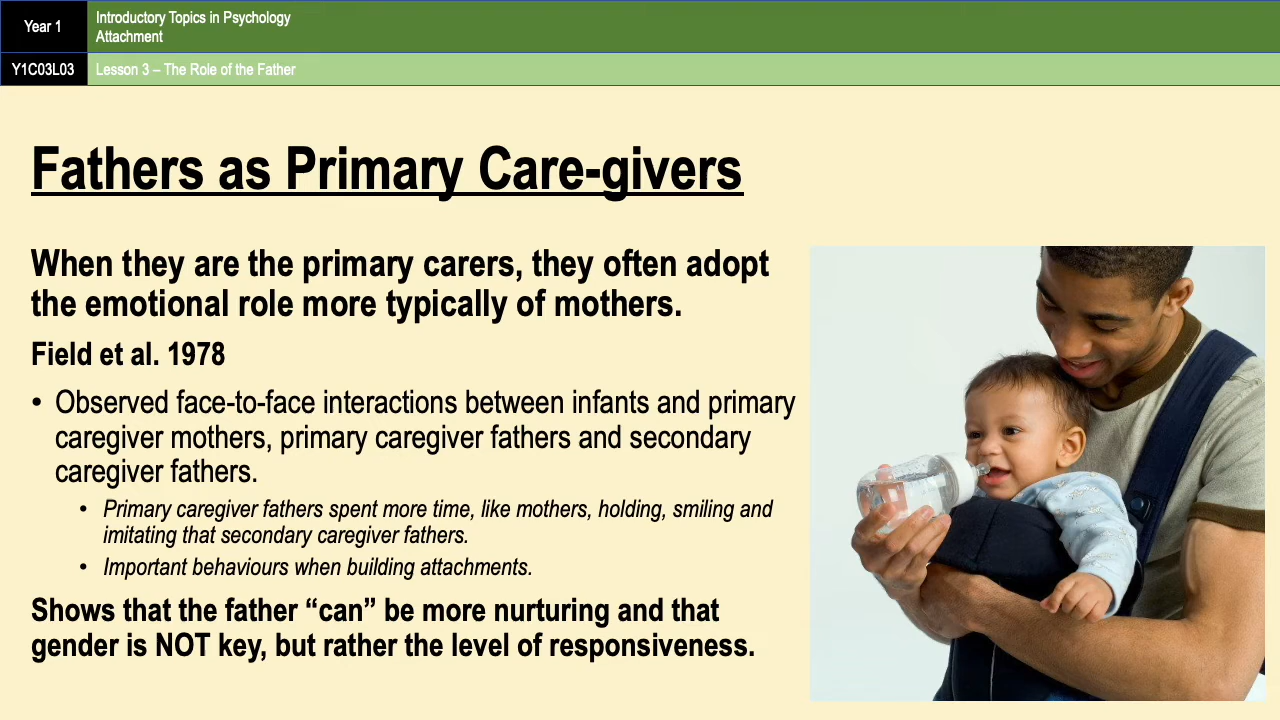 Year 1
Introductory Topics in Psychology
Attachment
Y1C03L03
Lesson 3 – The Role of the Father
Fathers as Primary Care-givers
When they are the primary carers, they often adopt
the emotional role more typically of mothers.
Field et al. 1978
• Observed face-to-face interactions between infants and primary
caregiver mothers, primary caregiver fathers and secondary
caregiver fathers.
• Primary caregiver fathers spent more time, like mothers, holding, smiling and
imitating that secondary caregiver fathers.
• Important behaviours when building attachments.
Shows that the father “can” be more nurturing and that
gender is NOT key, but rather the level of responsiveness.